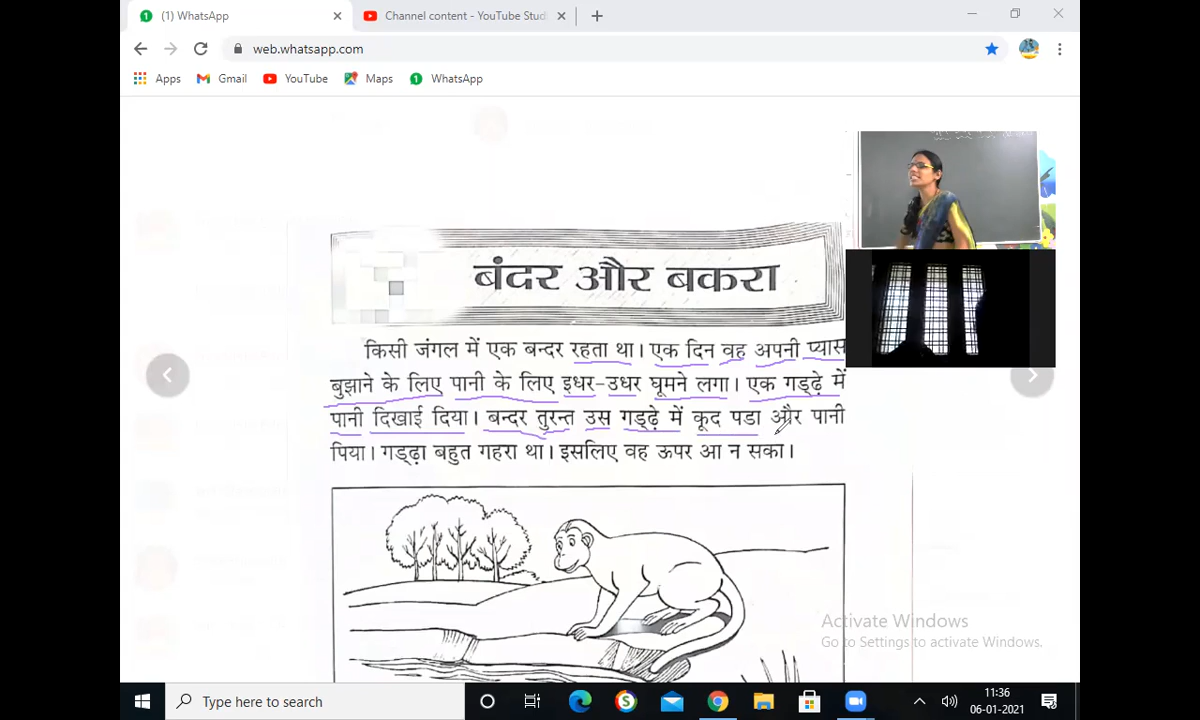 (1) WhatsApp
Channel content - YouTube Stud
web.whatsapp.com
Apps Gmail YouTube Maps WhatsApp
बंदर और बकरा
किसी जंगल में एक बन्दर रहता था। एक दिन वह अपनी प्यास
बुझाने के लिए पानी के लिए इधर-उधर घूमने लगा। एक गड्ढ़े में
पानी दिखाई दिया। बन्दर तुरन्त उस गड्ढ़े में कूद पडा और पानी
पिया। गड्ढ़ा बहुत गहरा था। इसलिए वह ऊपर आ न सका।
Activate Windows
Go to Settings to activate Windows.
Type here to search
11:36
06-01-2021